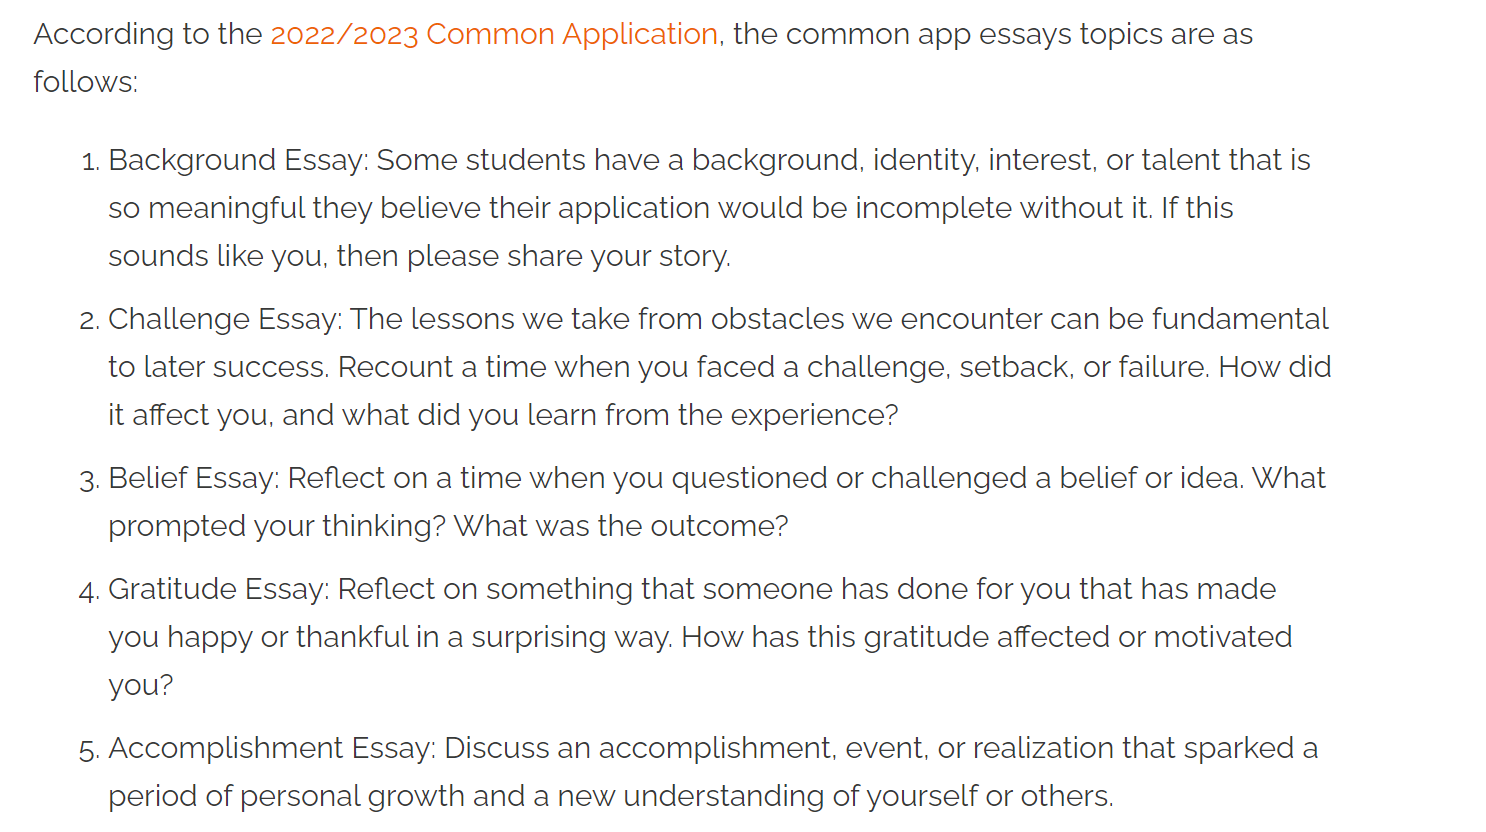 According to the 2022/2023 Common Application, the common app essays topics are as
follows:
1. Background Essay: Some students have a background, identity, interest, or talent that is
so meaningful they believe their application would be incomplete without it. If this
sounds like you, then please share your story.
2. Challenge Essay: The lessons we take from obstacles we encounter can be fundamental
to later success. Recount a time when you faced a challenge, setback, or failure. How did
it affect you, and what did you learn from the experience?
3. Belief Essay: Reflect on a time when you questioned or challenged a belief or idea. What
prompted your thinking? What was the outcome?
4. Gratitude Essay: Reflect on something that someone has done for you that has made
you happy or thankful in a surprising way. How has this gratitude affected or motivated
you?
5. Accomplishment Essay: Discuss an accomplishment, event, or realization that sparked a
period of personal growth and a new understanding of yourself or others.